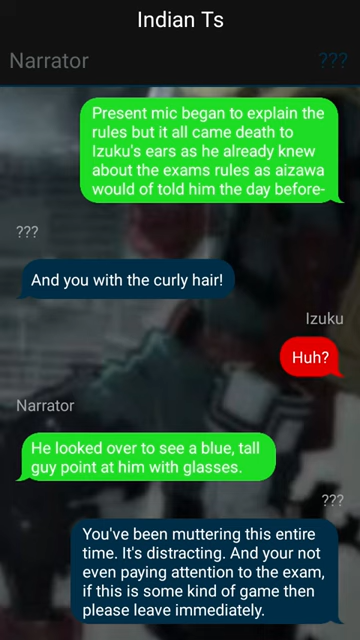 Indian Ts
Narrator ???
Present mic began to explain the
rules but it all came death to
Izuku's ears as he already knew
about the exams rules as aizawa
would of told him the day before-
???
And you with the curly hair!
Izuku
Huh?
Narrator
He looked over to see a blue, tall
guy point at him with glasses.
???
You've been muttering this entire
time. It's distracting. And your not
even paying attention to the exam,
if this is some kind of game then
please leave immediately.